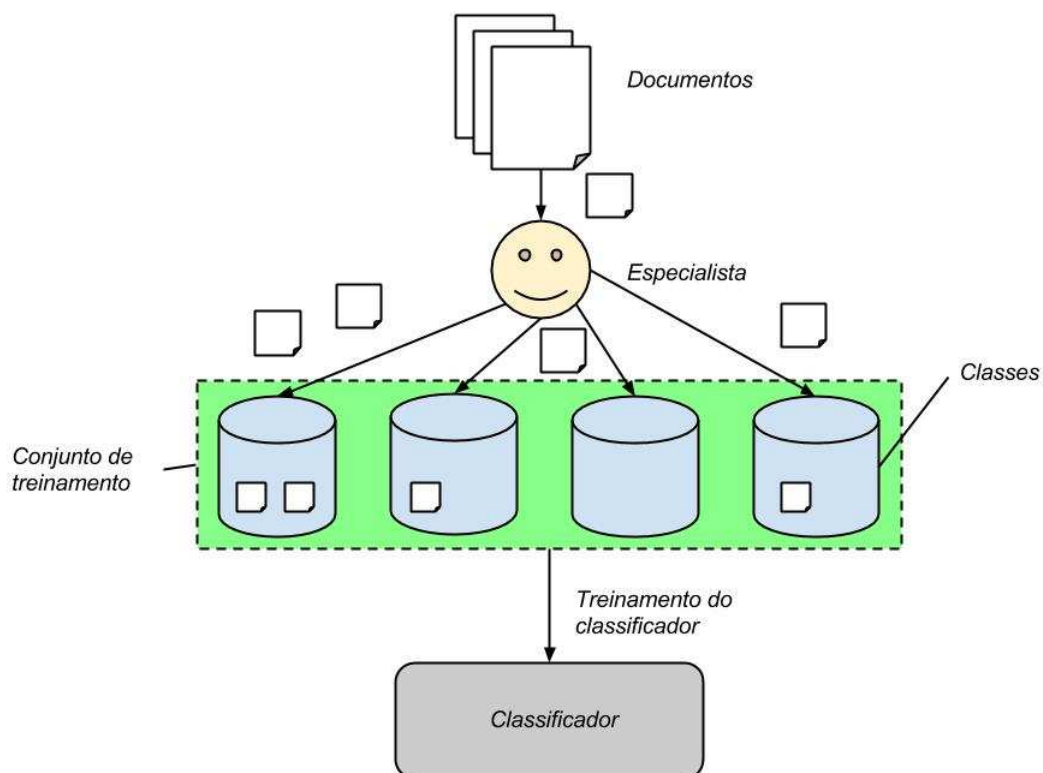 Documentos
Especialista
Classes
Conjunto de
treinamento
Treinamento do
classificador
Classificador